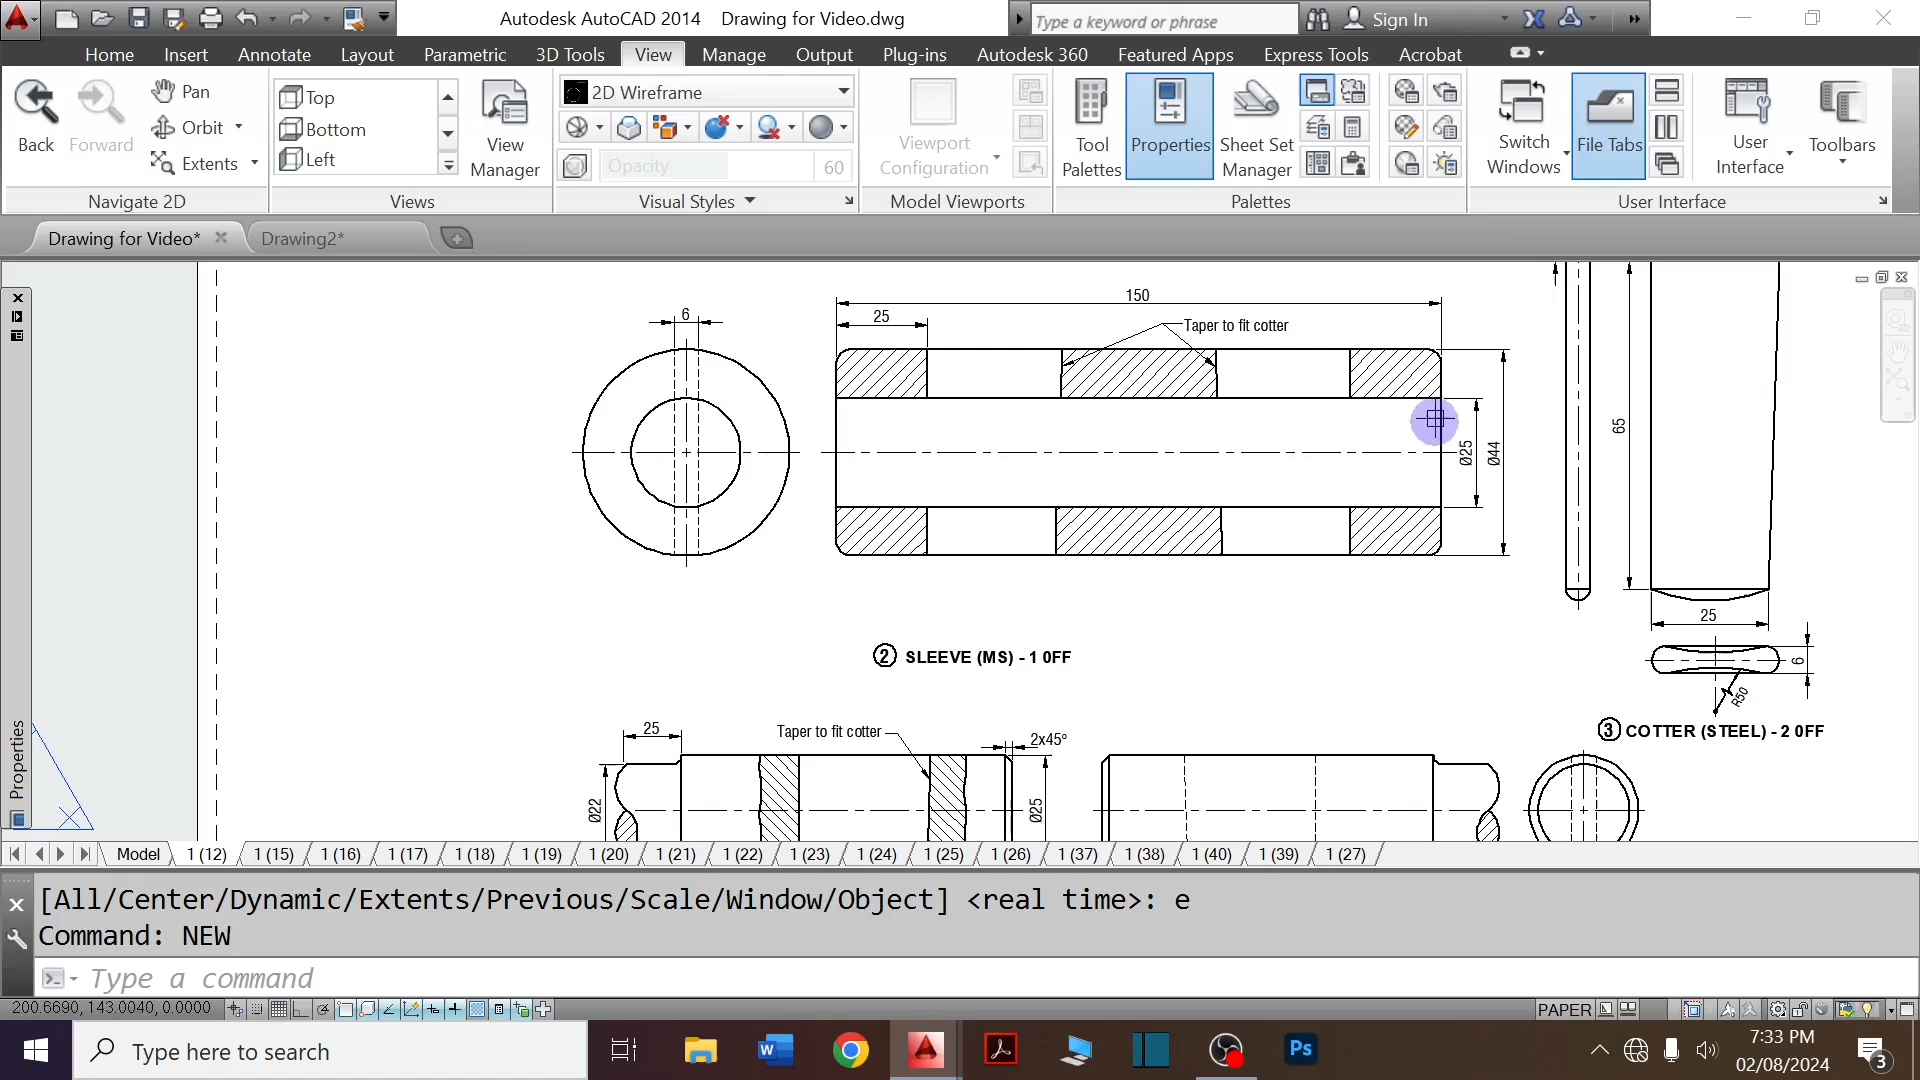 Autodesk AutoCAD 2014 Drawing for Video.dwg
Type a keyword or phrase
Sign In
Home Insert Annotate Layout Parametric 3D Tools View Manage Output Plug-ins Autodesk 360 Featured Apps Express Tools Acrobat
Back
Forward
Pan
Orbit
Extents
Navigate 2D
Top
Bottom
Left
View Manager
Views
2D Wireframe
Opacity 60
Visual Styles
Viewport Configuration
Model Viewports
Tool Palettes
Properties
Sheet Set Manager
Palettes
Switch Windows
File Tabs
User Interface
Toolbars
User Interface
Drawing for Video*
Drawing2*
Properties
150
25
6
Taper to fit cotter
Ø25
Ø44
65
25
6
R50
2 SLEEVE (MS) - 1 0FF
3 COTTER (STEEL) - 2 0FF
25
Taper to fit cotter
2x45°
Ø22
Ø25
Model 1 (12) 1 (15) 1 (16) 1 (17) 1 (18) 1 (19) 1 (20) 1 (21) 1 (22) 1 (23) 1 (24) 1 (25) 1 (26) 1 (37) 1 (38) 1 (40) 1 (39) 1 (27)
[All/Center/Dynamic/Extents/Previous/Scale/Window/Object] <real time>: e
Command: NEW
Type a command
200.6690, 143.0040, 0.0000
PAPER
Type here to search
7:33 PM
02/08/2024
3